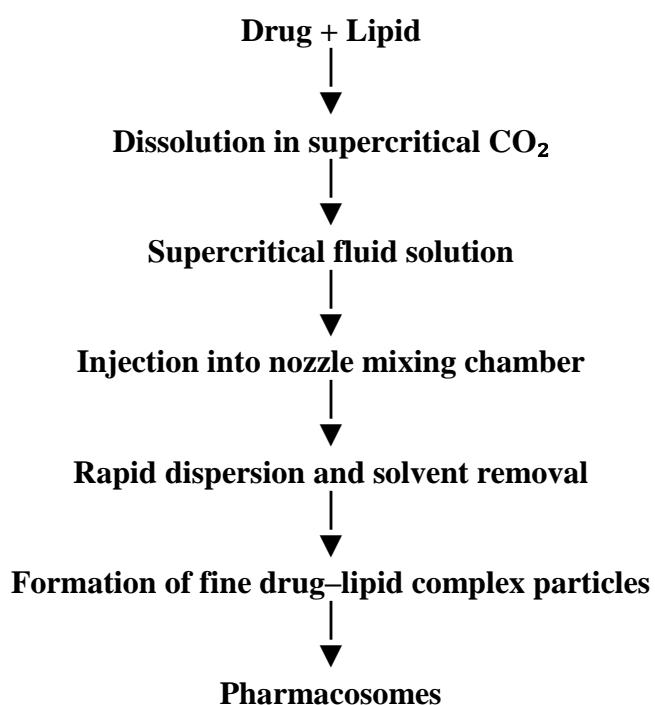 Drug + Lipid
Dissolution in supercritical CO₂
Supercritical fluid solution
Injection into nozzle mixing chamber
Rapid dispersion and solvent removal
Formation of fine drug–lipid complex particles
Pharmacosomes